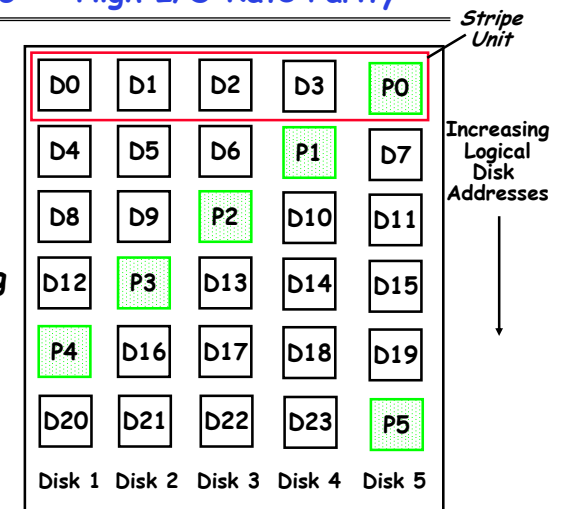 High I/O Rate Parity
Stripe
Unit
D0 D1 D2 D3 P0
Increasing
Logical
Disk
Addresses
D4 D5 D6 P1 D7
D8 D9 P2 D10 D11
D12 P3 D13 D14 D15
P4 D16 D17 D18 D19
D20 D21 D22 D23 P5
Disk 1 Disk 2 Disk 3 Disk 4 Disk 5